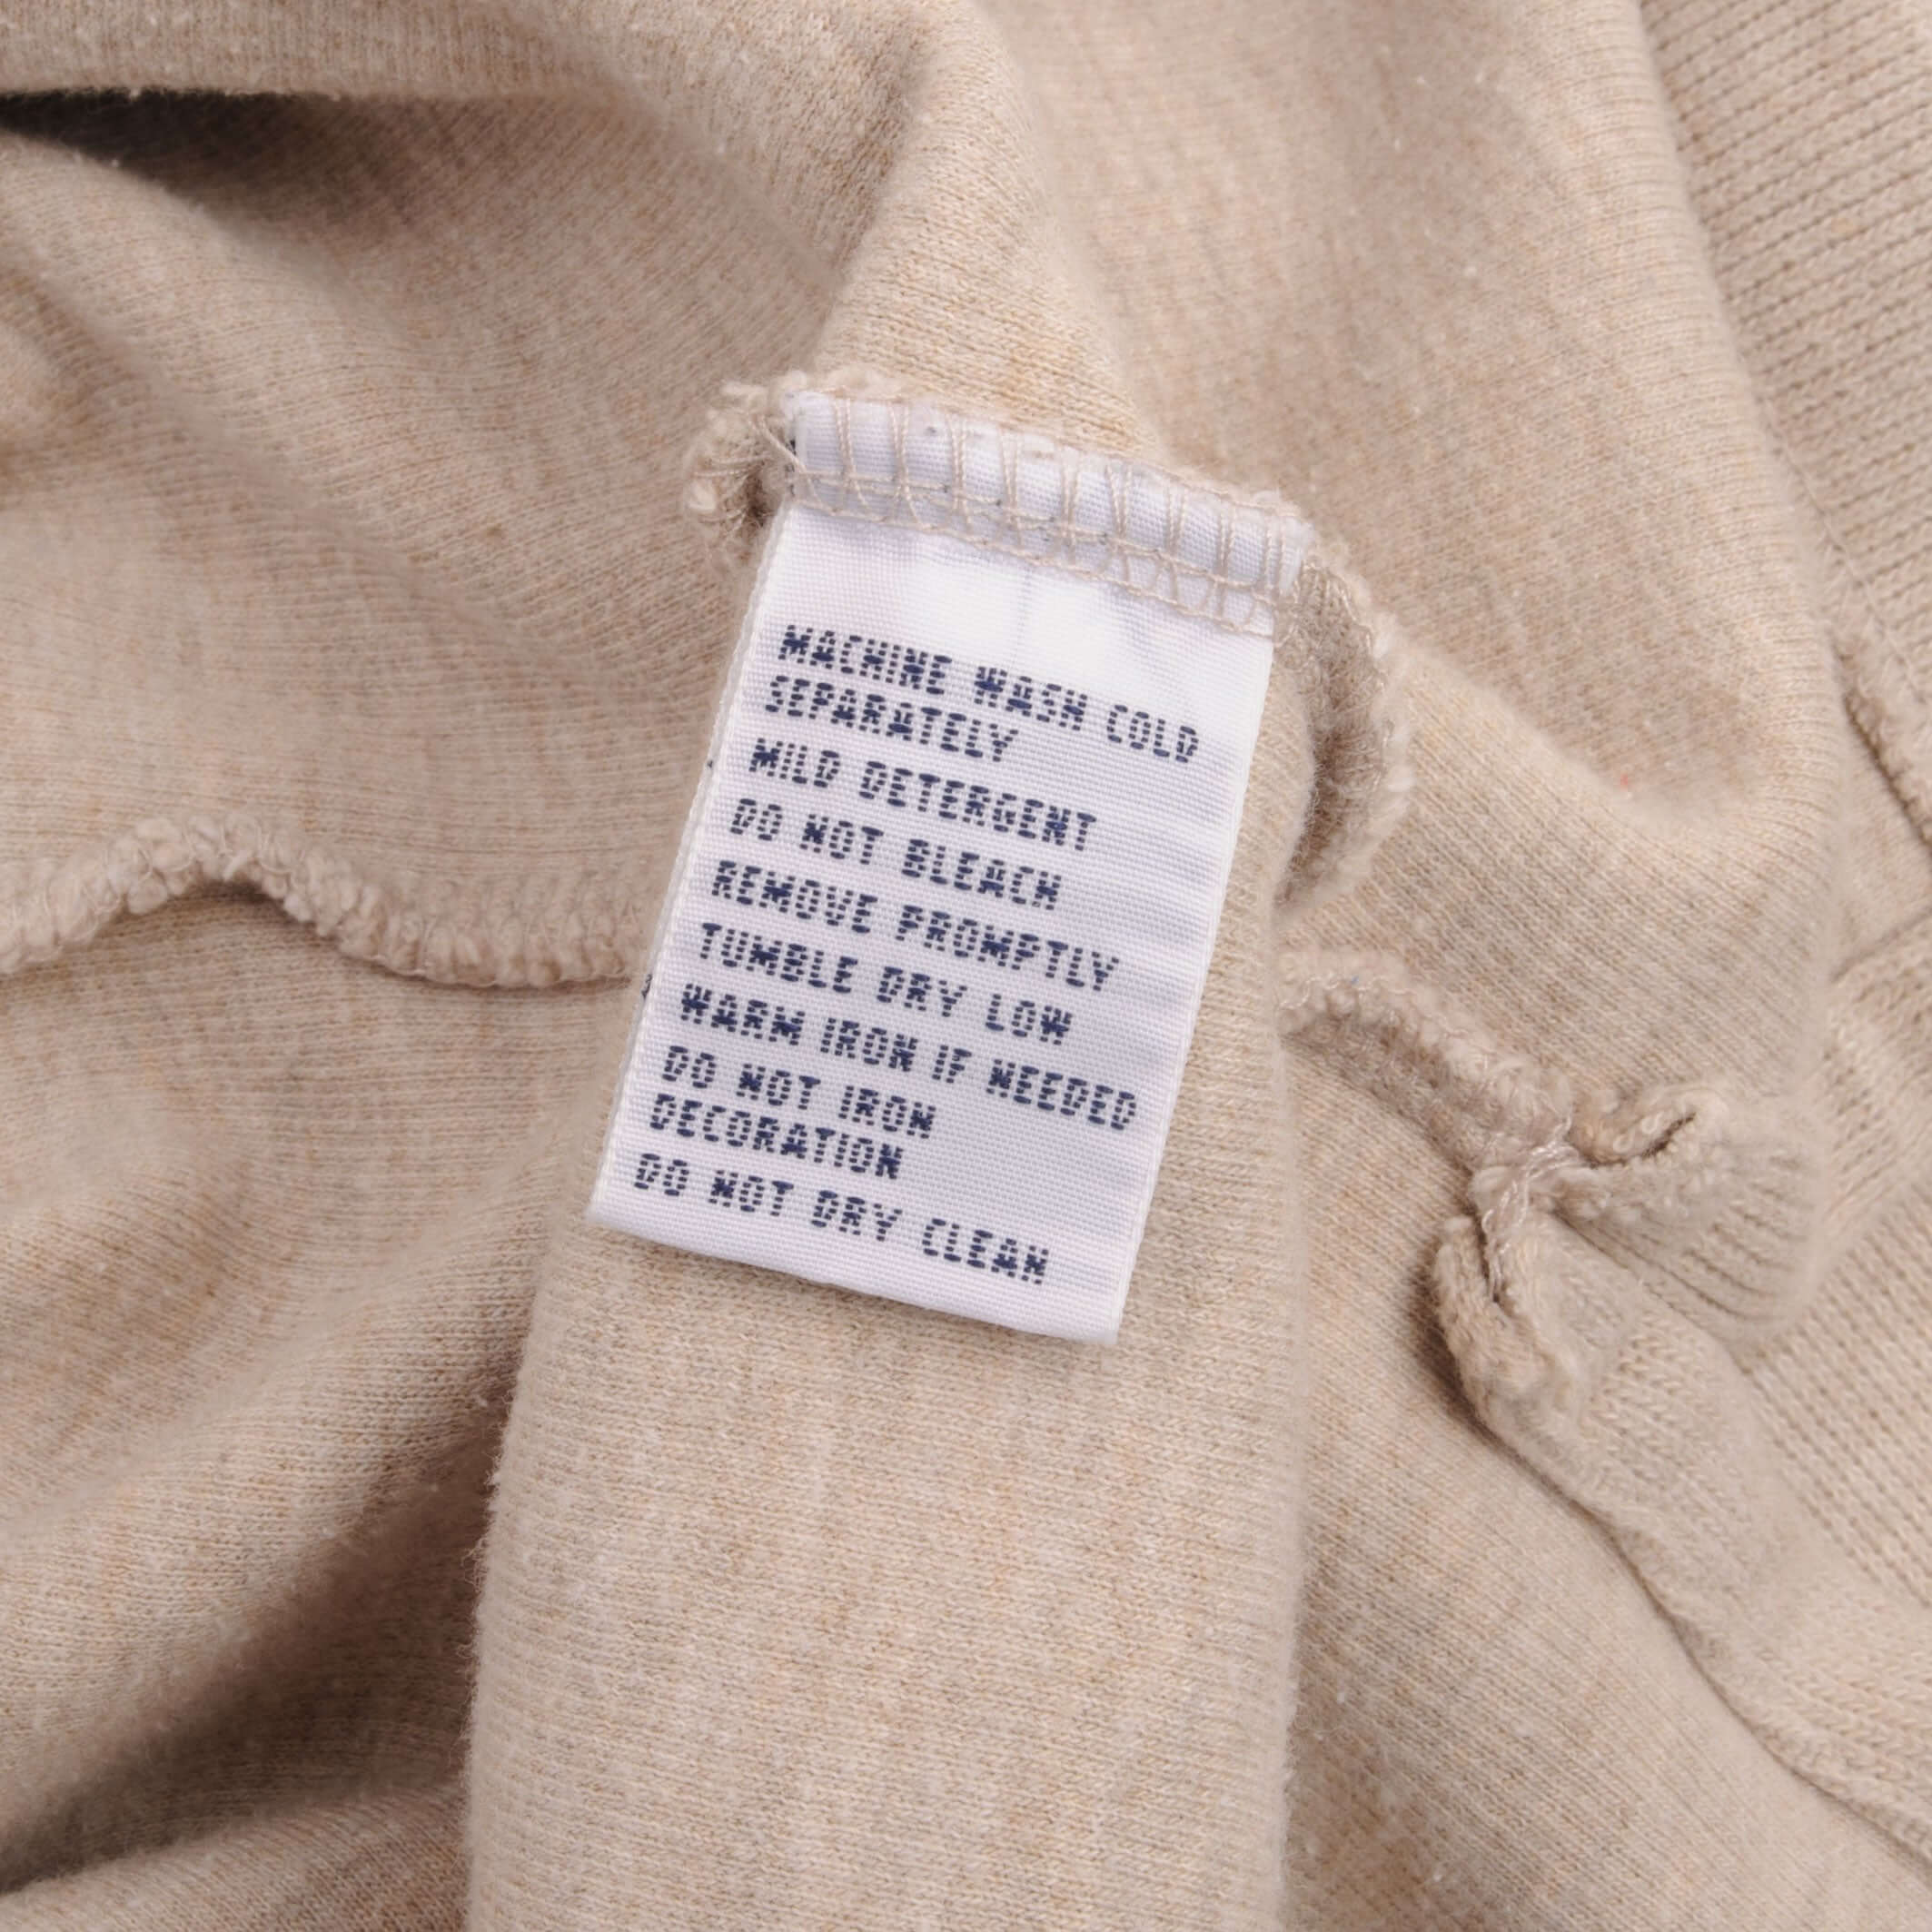 MACHINE WASH COLD
SEPARATELY
MILD DETERGENT
DO NOT BLEACH
REMOVE PROMPTLY
TUMBLE DRY LOW
WARM IRON IF NEEDED
DO NOT IRON
DECORATION
DO NOT DRY CLEAN